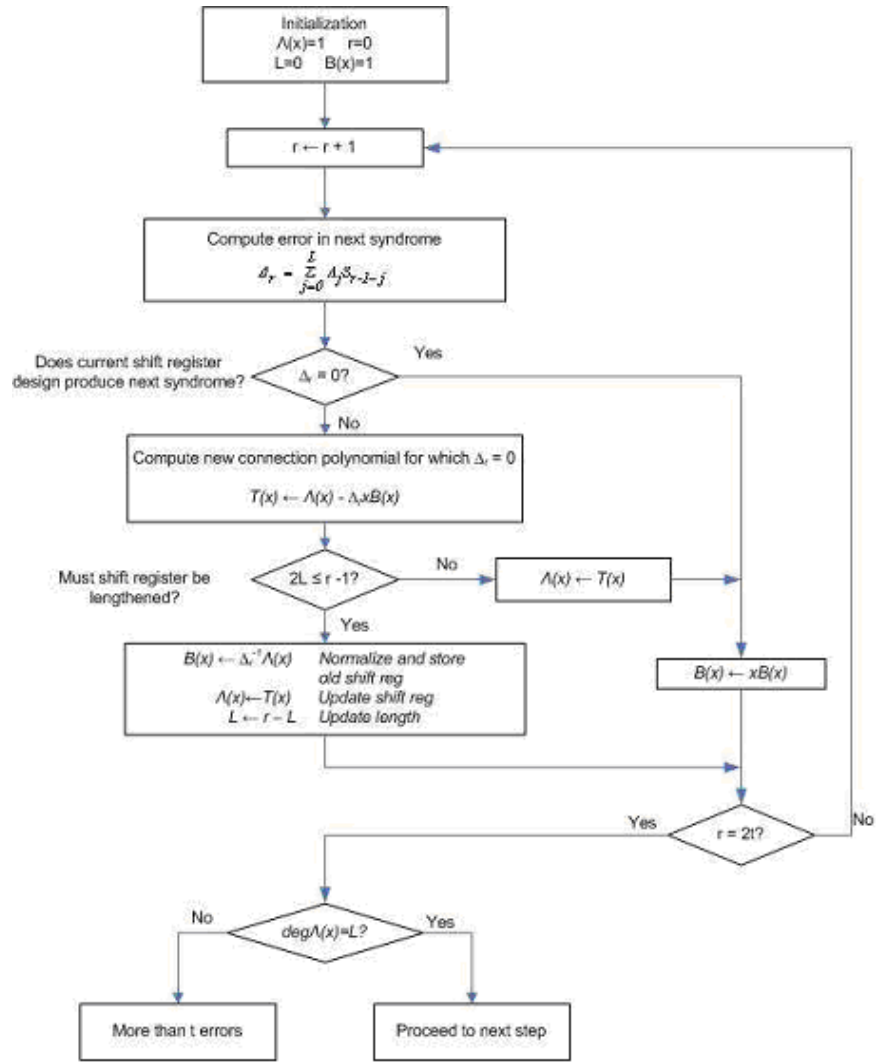 Initialization
Λ(x)=1 r=0
L=0 B(x)=1
r ← r + 1
Compute error in next syndrome
Δr = Σ j=0 L ΛjSr-1-j
Does current shift register
design produce next syndrome?
Δr = 0?
Yes
No
Compute new connection polynomial for which Δr = 0
T(x) ← Λ(x) - ΔrxB(x)
Must shift register be
lengthened?
2L ≤ r -1?
No
Λ(x) ← T(x)
Yes
B(x) ← Δr⁻¹Λ(x) Normalize and store
old shift reg
Λ(x)←T(x) Update shift reg
L ← r – L Update length
B(x) ← xB(x)
Yes
r = 2t?
No
No
degΛ(x)=L?
Yes
More than t errors
Proceed to next step